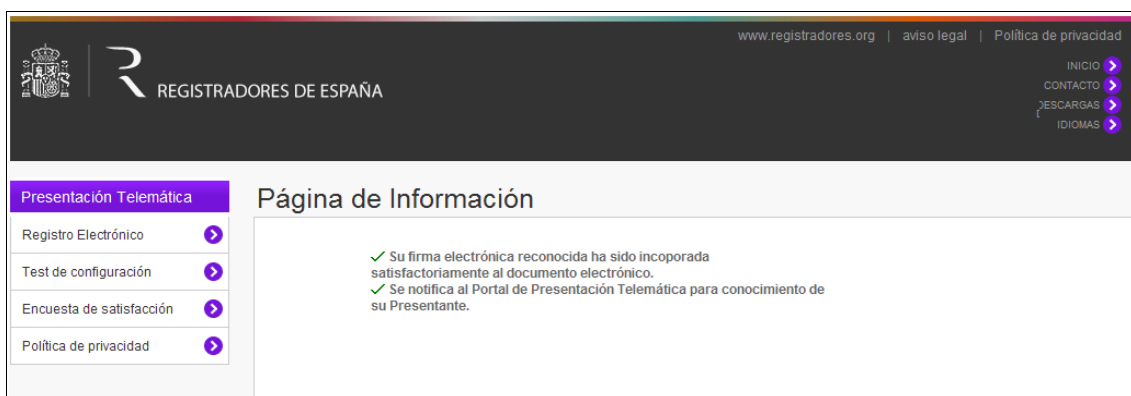 www.registradores.org | aviso legal | Política de privacidad
INICIO
CONTACTO
DESCARGAS
IDIOMAS
REGISTRADORES DE ESPAÑA
Presentación Telemática
Registro Electrónico
Test de configuración
Encuesta de satisfacción
Política de privacidad
Página de Información
Su firma electrónica reconocida ha sido incoporada
satisfactoriamente al documento electrónico.
Se notifica al Portal de Presentación Telemática para conocimiento de
su Presentante.